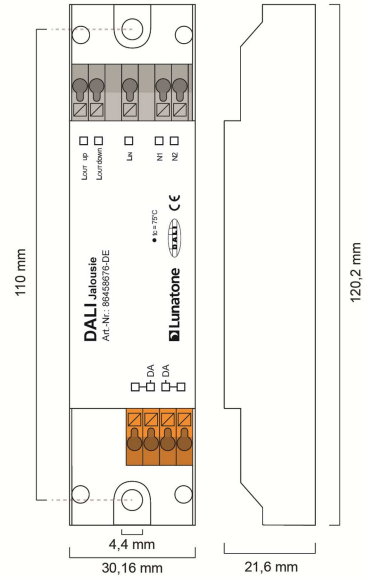 LOUT up
LOUT down
LIN
N1
N2
DALI Jalousie
Art.-Nr.: 86458676-DE
• tc = 75°C
DALI
CE
Lunatone
DA
DA
110 mm
120,2 mm
4,4 mm
30,16 mm
21,6 mm